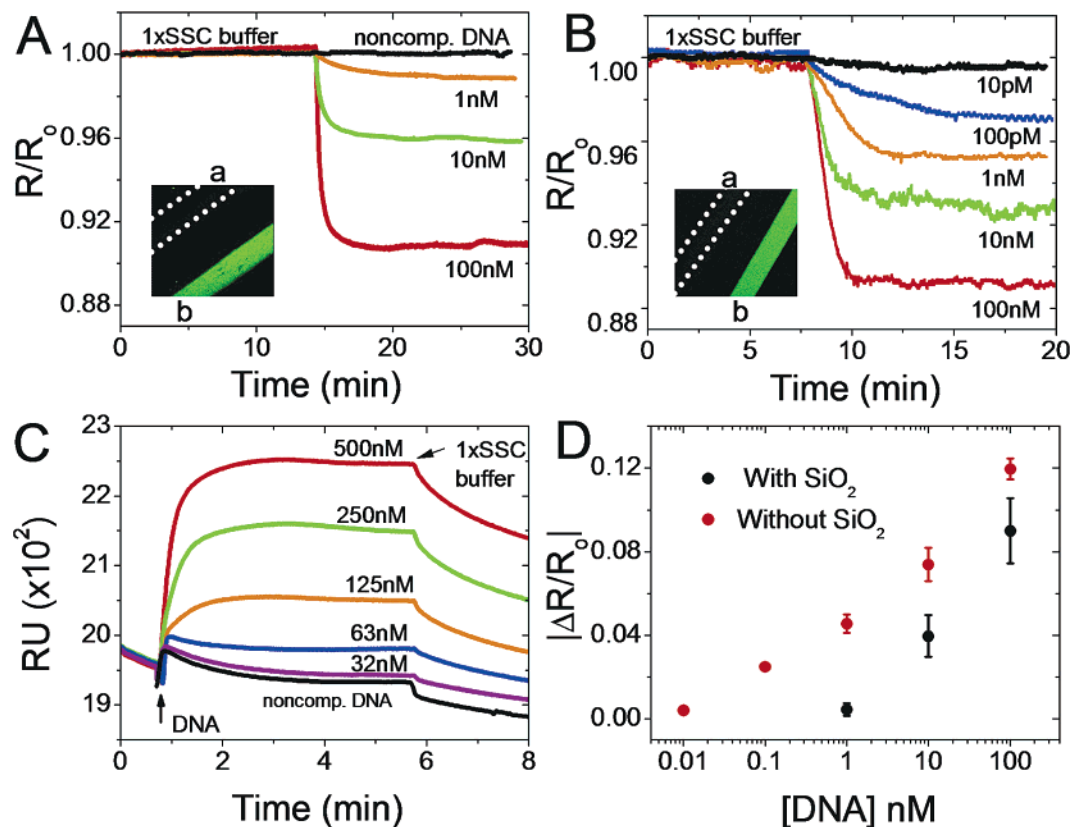 A
1xSSC buffer
noncomp. DNA
1.00
0.96
0.92
0.88
R/Ro
1nM
10nM
100nM
a
b
0 10 20 30
Time (min)
B
1xSSC buffer
1.00
0.96
0.92
0.88
R/Ro
10pM
100pM
1nM
10nM
100nM
a
b
0 5 10 15 20
Time (min)
C
23
22
21
20
19
RU (x10²)
500nM
1xSSC
buffer
250nM
125nM
63nM
32nM
noncomp. DNA
DNA
0 2 4 6 8
Time (min)
D
0.12
0.08
0.04
0.00
|ΔR/Ro|
With SiO₂
Without SiO₂
0.01 0.1 1 10 100
[DNA] nM